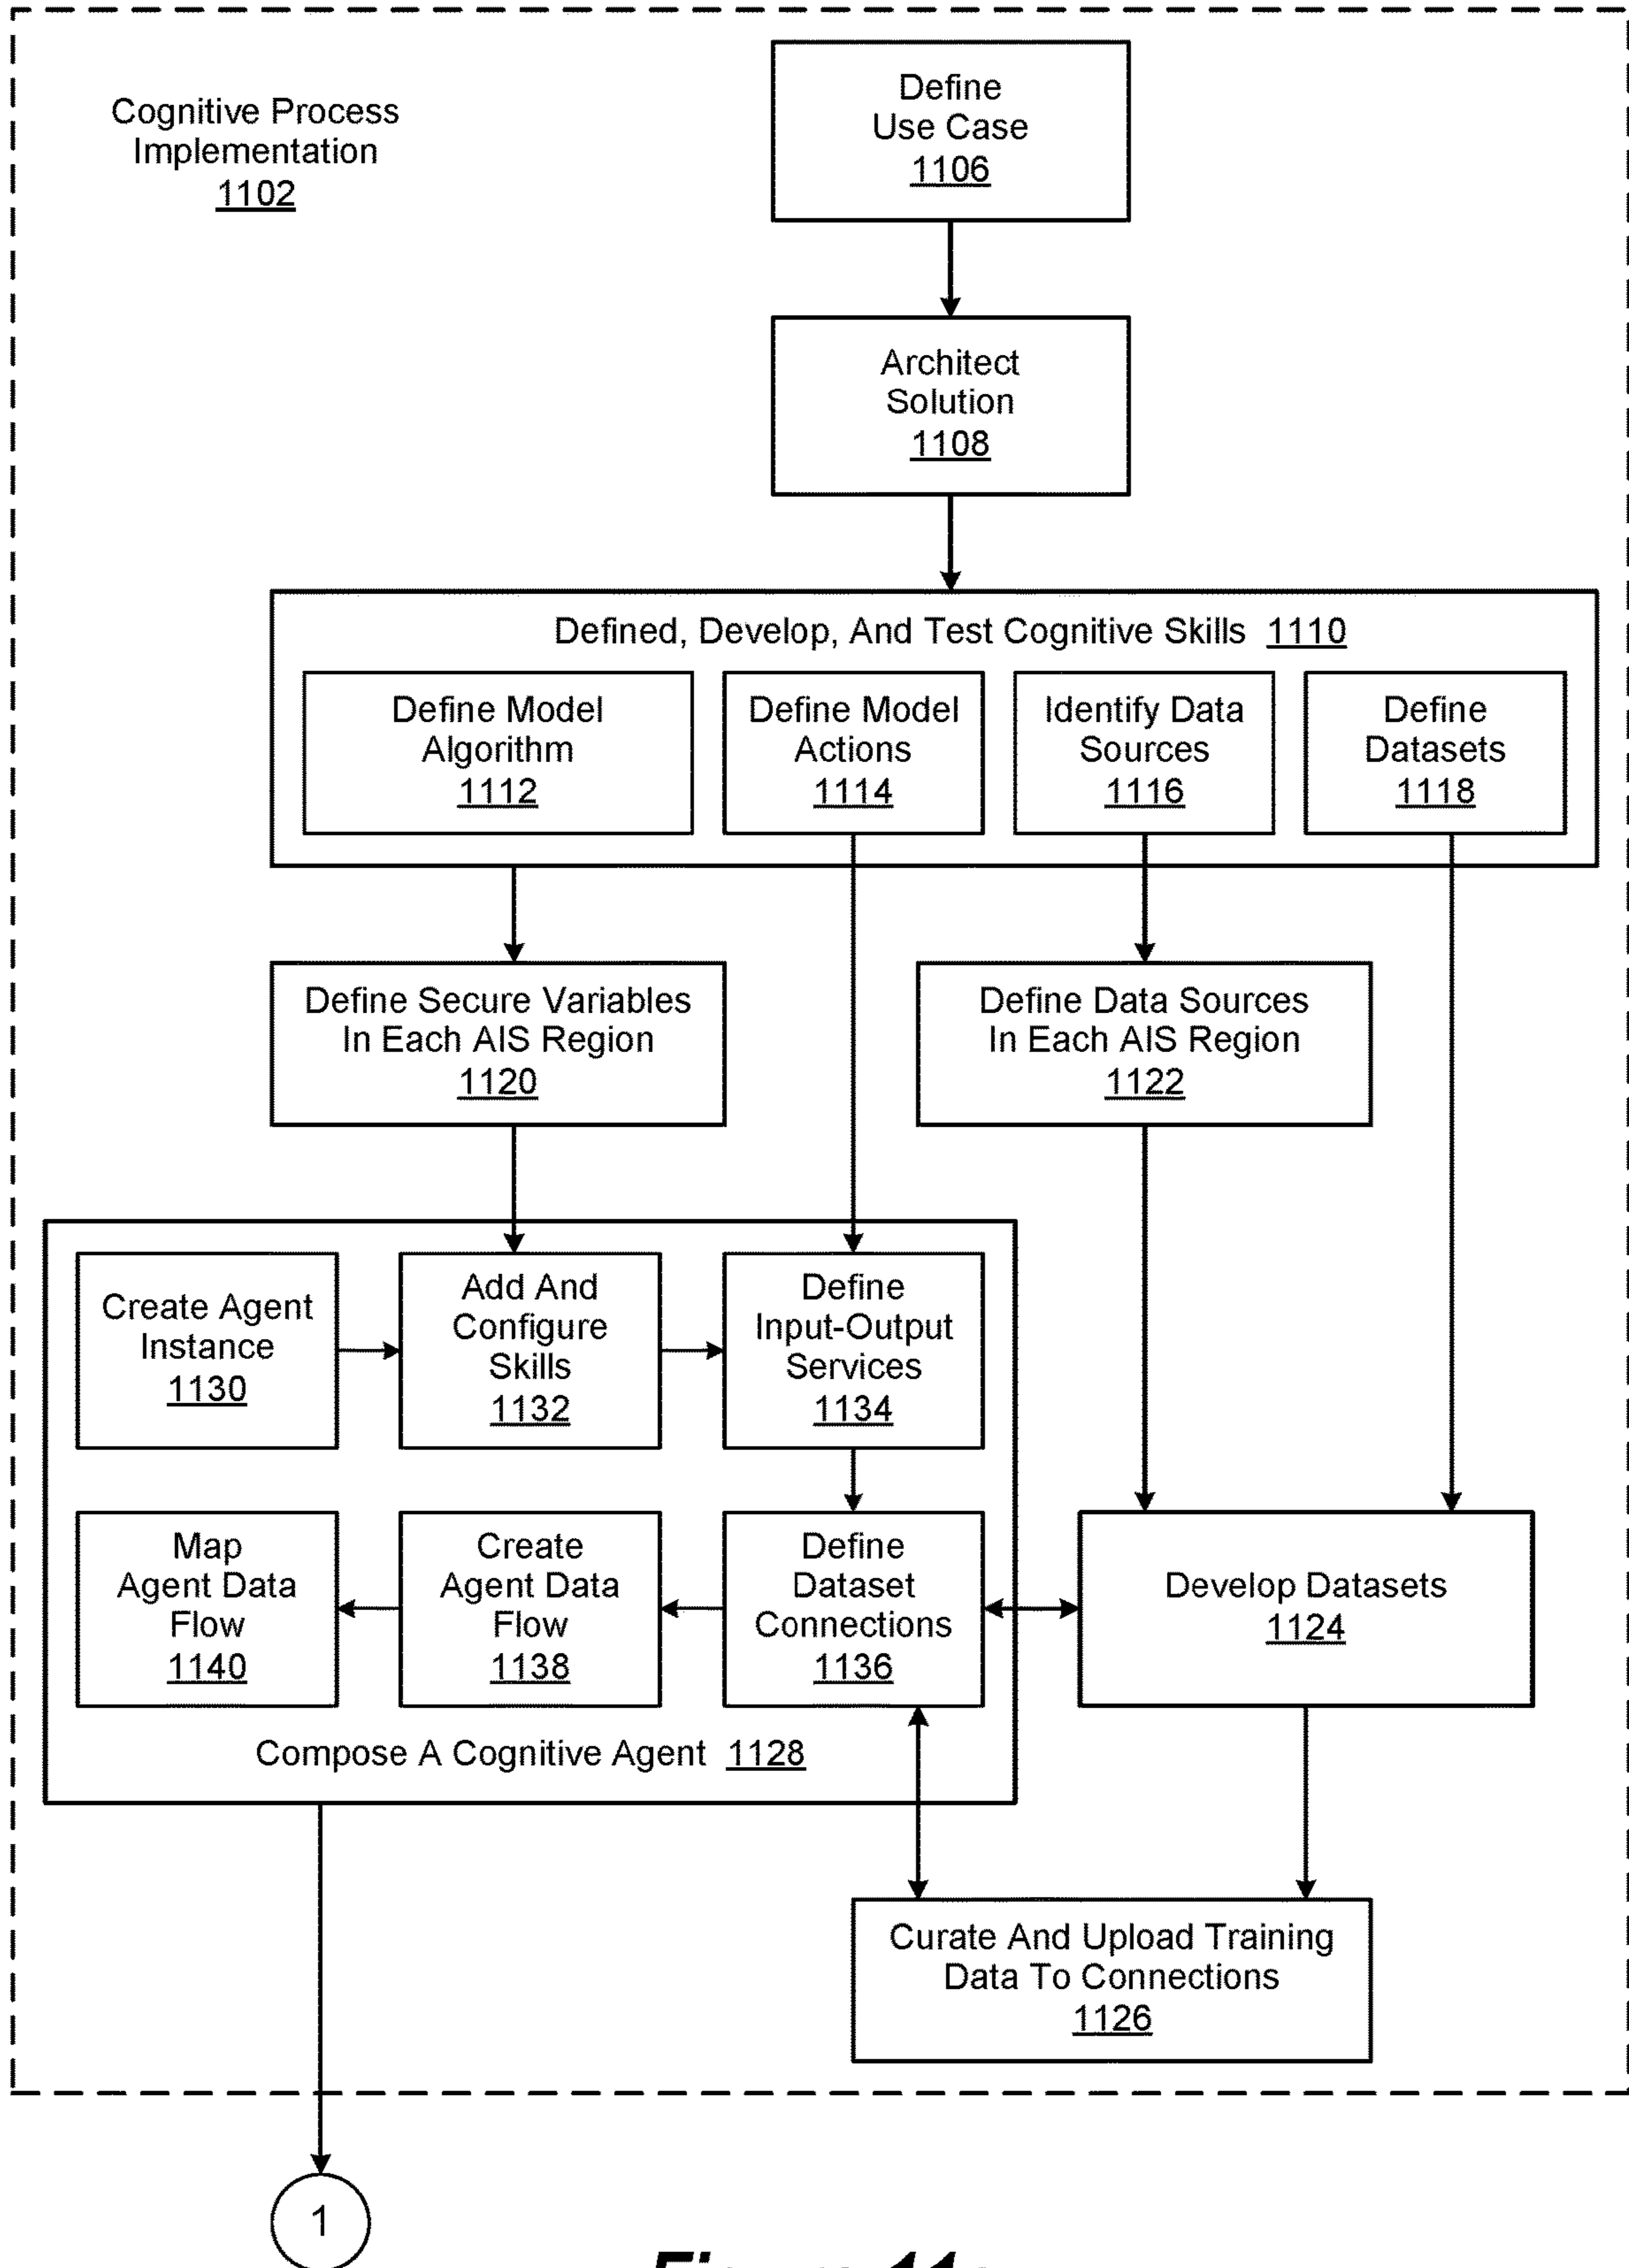 Cognitive Process
Implementation
1102
Define
Use Case
1106
Architect
Solution
1108
Defined, Develop, And Test Cognitive Skills 1110
Define Model
Algorithm
1112
Define Model
Actions
1114
Identify Data
Sources
1116
Define
Datasets
1118
Define Secure Variables
In Each AIS Region
1120
Define Data Sources
In Each AIS Region
1122
Create Agent
Instance
1130
Add And
Configure
Skills
1132
Define
Input-Output
Services
1134
Map
Agent Data
Flow
1140
Create
Agent Data
Flow
1138
Define
Dataset
Connections
1136
Develop Datasets
1124
Compose A Cognitive Agent 1128
Curate And Upload Training
Data To Connections
1126
1